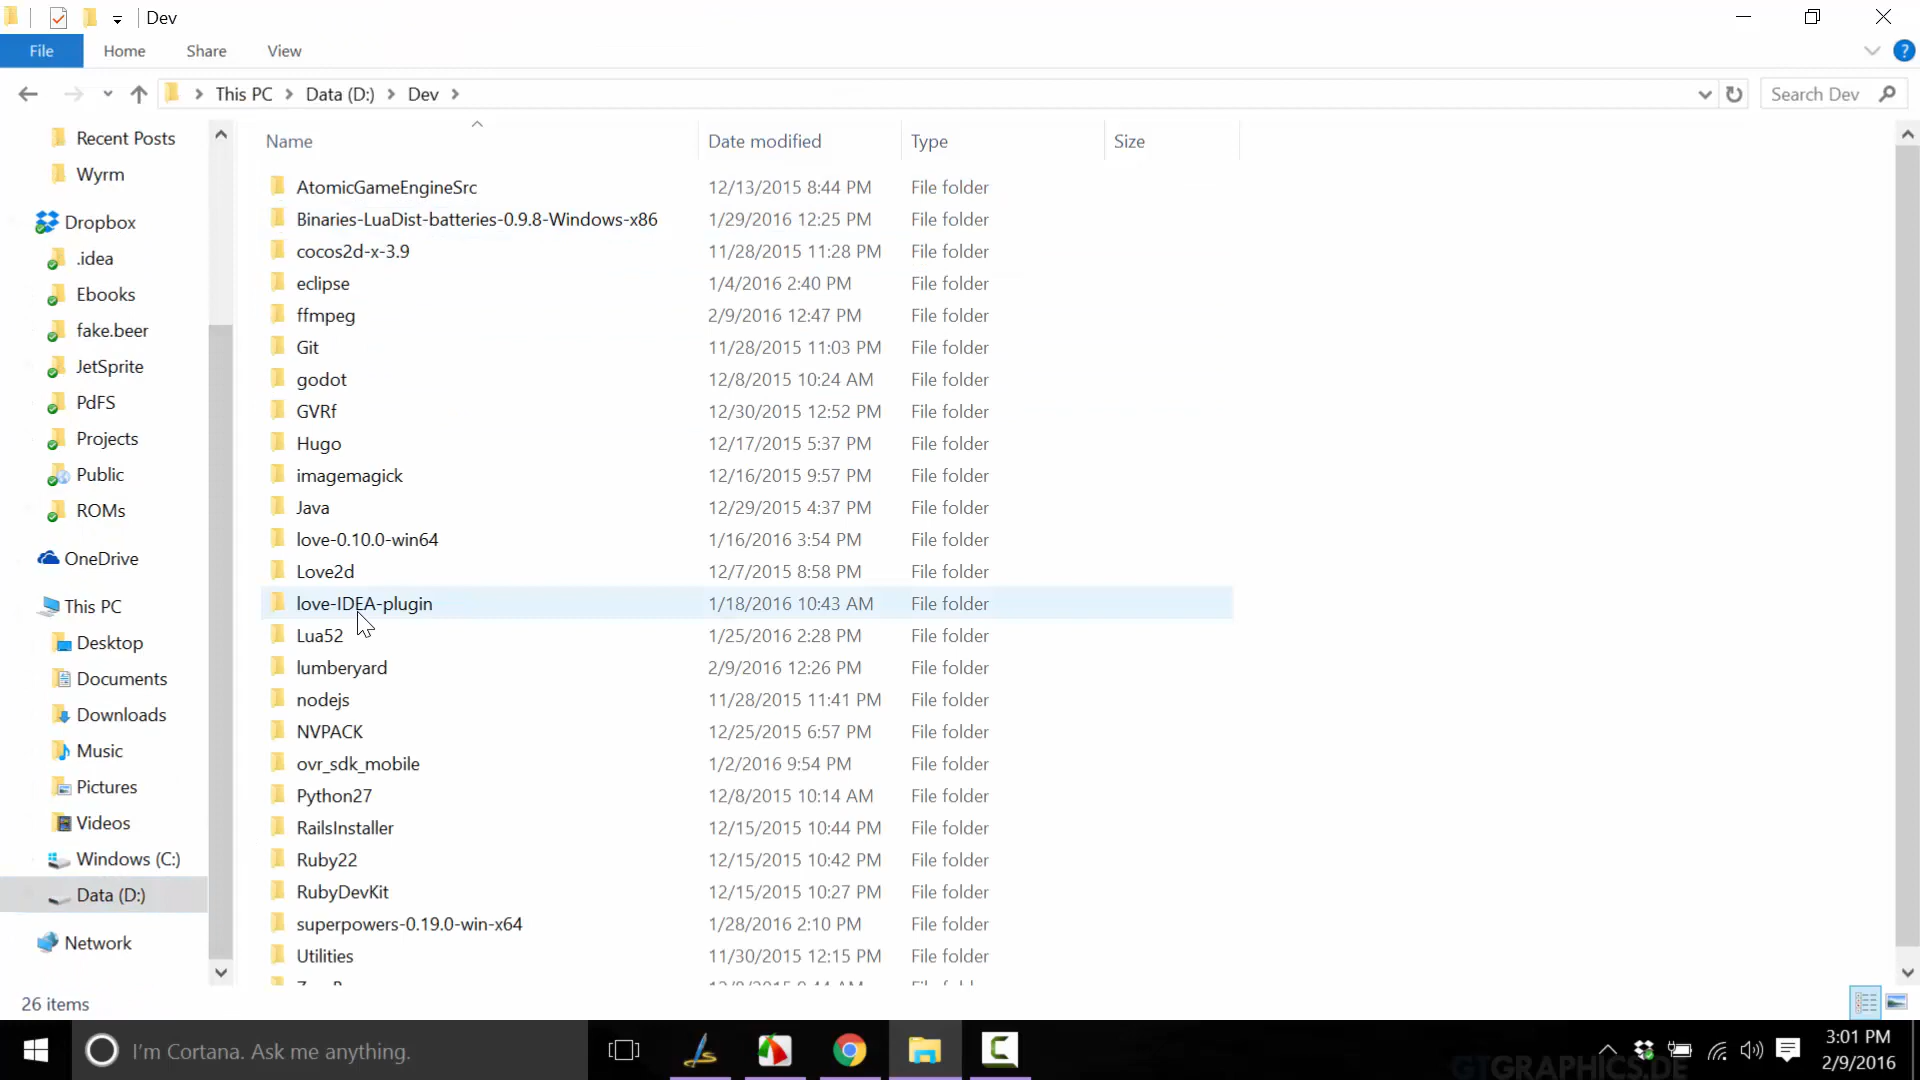 Dev
File Home Share View
This PC Data (D:) Dev Search Dev
Name Date modified Type Size
Recent Posts
Wyrm
Dropbox
.idea
Ebooks
fake.beer
JetSprite
PdFS
Projects
Public
ROMs
OneDrive
This PC
Desktop
Documents
Downloads
Music
Pictures
Videos
Windows (C:)
Data (D:)
Network
AtomicGameEngineSrc 12/13/2015 8:44 PM File folder
Binaries-LuaDist-batteries-0.9.8-Windows-x86 1/29/2016 12:25 PM File folder
cocos2d-x-3.9 11/28/2015 11:28 PM File folder
eclipse 1/4/2016 2:40 PM File folder
ffmpeg 2/9/2016 12:47 PM File folder
Git 11/28/2015 11:03 PM File folder
godot 12/8/2015 10:24 AM File folder
GVRf 12/30/2015 12:52 PM File folder
Hugo 12/17/2015 5:37 PM File folder
imagemagick 12/16/2015 9:57 PM File folder
Java 12/29/2015 4:37 PM File folder
love-0.10.0-win64 1/16/2016 3:54 PM File folder
Love2d 12/7/2015 8:58 PM File folder
love-IDEA-plugin 1/18/2016 10:43 AM File folder
Lua52 1/25/2016 2:28 PM File folder
lumberyard 2/9/2016 12:26 PM File folder
nodejs 11/28/2015 11:41 PM File folder
NVPACK 12/25/2015 6:57 PM File folder
ovr_sdk_mobile 1/2/2016 9:54 PM File folder
Python27 12/8/2015 10:14 AM File folder
RailsInstaller 12/15/2015 10:44 PM File folder
Ruby22 12/15/2015 10:42 PM File folder
RubyDevKit 12/15/2015 10:27 PM File folder
superpowers-0.19.0-win-x64 1/28/2016 2:10 PM File folder
Utilities 11/30/2015 12:15 PM File folder
26 items
I'm Cortana. Ask me anything.
3:01 PM
2/9/2016
GTGRAPHICS.DE